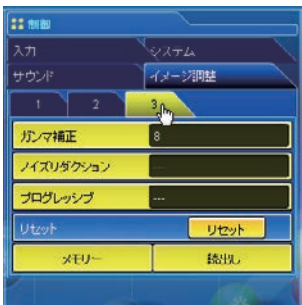 制御
入力 システム
サウンド イメージ調整
1 2 3
ガンマ補正 8
ノイズリダクション ---
プログレッシブ ---
リセット リセット
メモリー 読出し